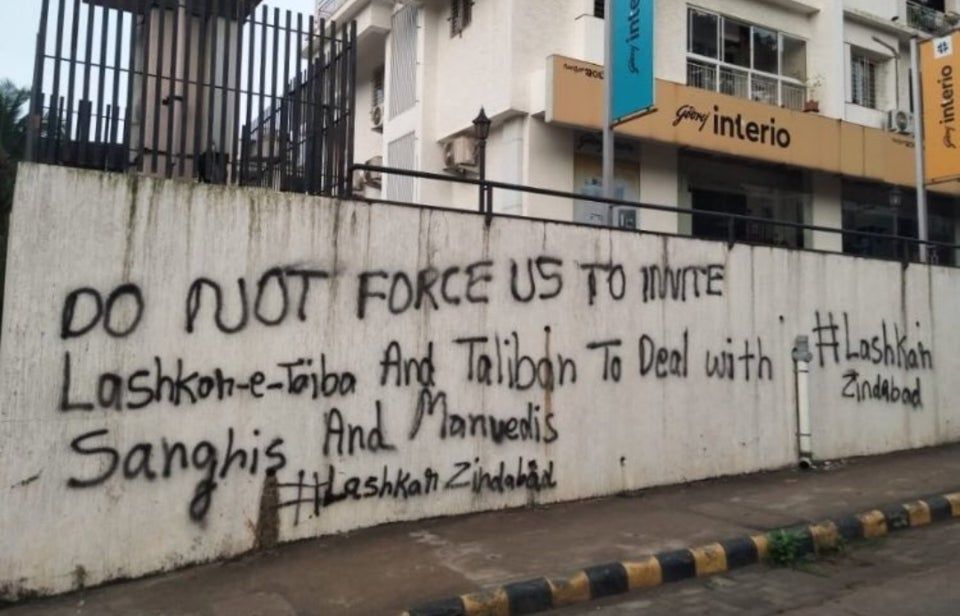 Godrej interio
interio
DO NOT FORCE US TO INVITE
Lashkar-e-Taiba And Taliban To Deal with
Sanghis And Manvedis
#Lashkar Zindabad
#Lashkar
Zindabad